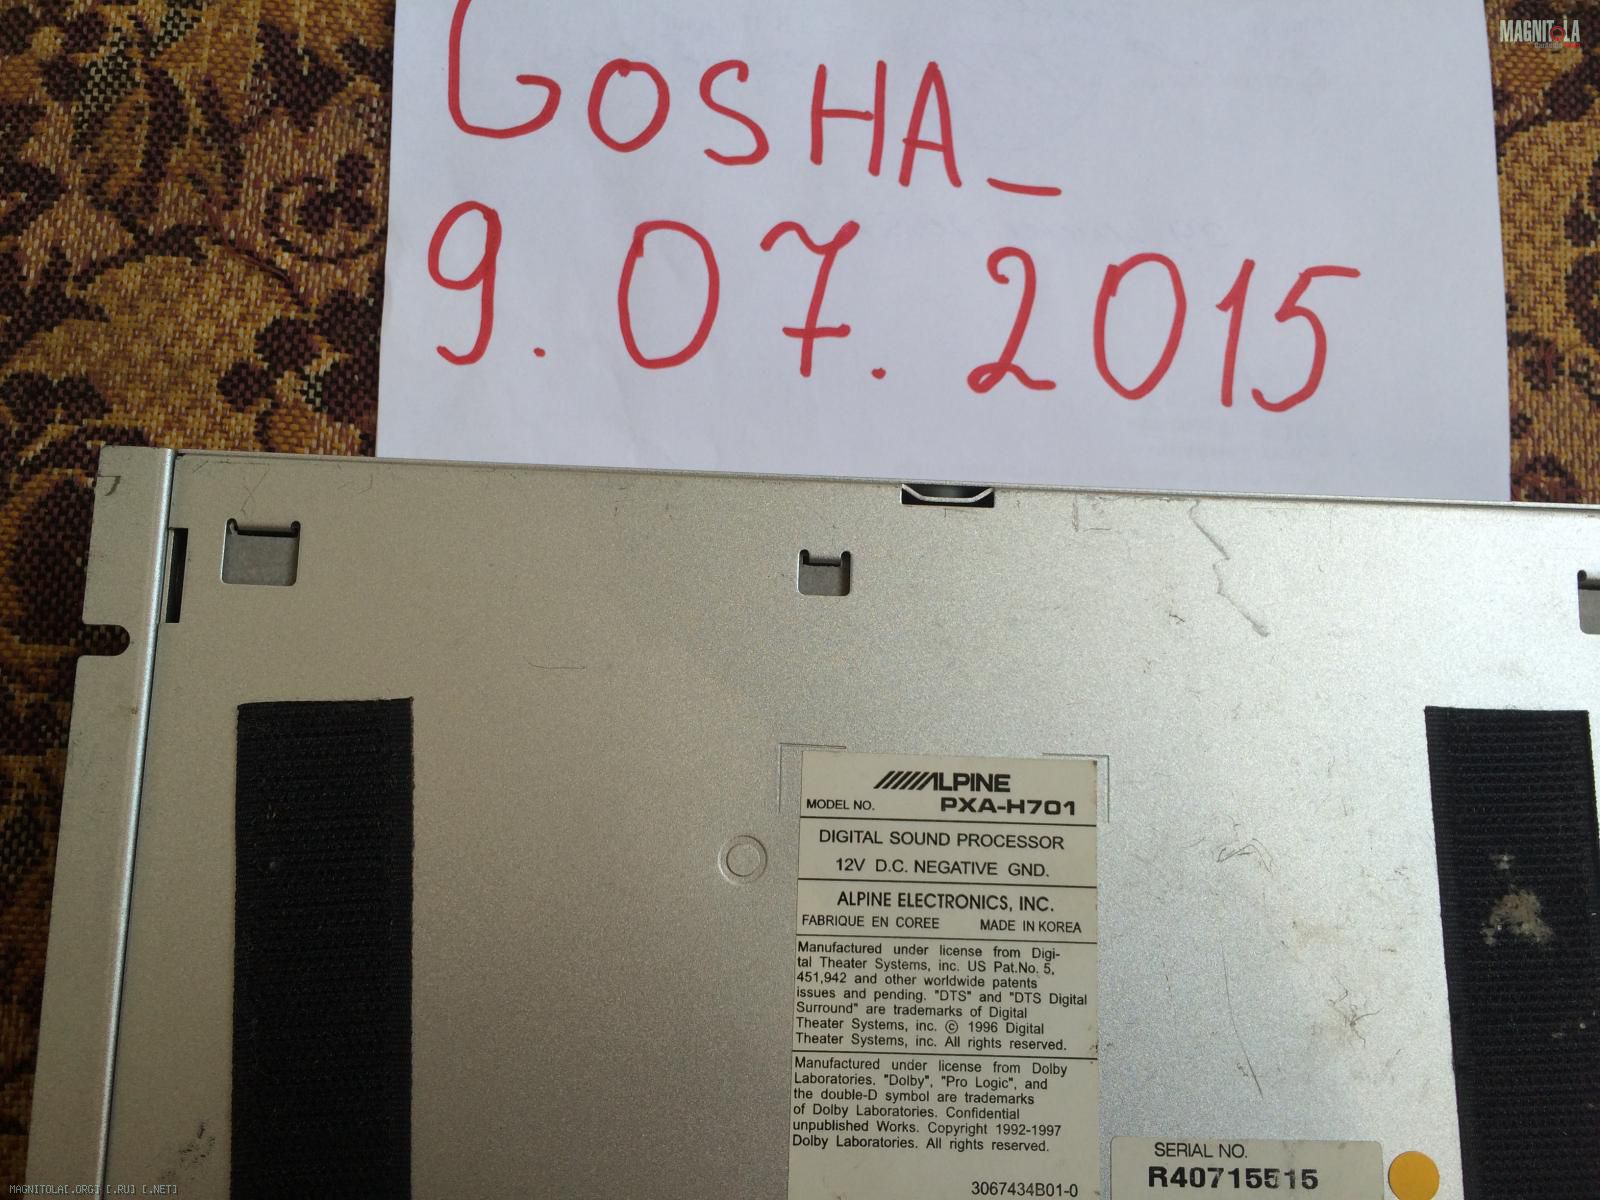 MAGNITOLA
GOSHA_
9.07.2015
ALPINE
MODEL NO. PXA-H701
DIGITAL SOUND PROCESSOR
12V D.C. NEGATIVE GND.
ALPINE ELECTRONICS, INC.
FABRIQUE EN COREE MADE IN KOREA
Manufactured under license from Digi-
tal Theater Systems, inc. US Pat.No. 5,
451,942 and other worldwide patents
issues and pending. "DTS" and "DTS Digital
Surround" are trademarks of Digital
Theater Systems, inc. © 1996 Digital
Theater Systems, inc. All rights reserved.
Manufactured under license from Dolby
Laboratories. "Dolby", "Pro Logic", and
the double-D symbol are trademarks
of Dolby Laboratories. Confidential
unpublished Works. Copyright 1992-1997
Dolby Laboratories. All rights reserved.
3067434B01-0
SERIAL NO.
R40715515
MAGNITOLA[.ORG] [.RU] [.NET]